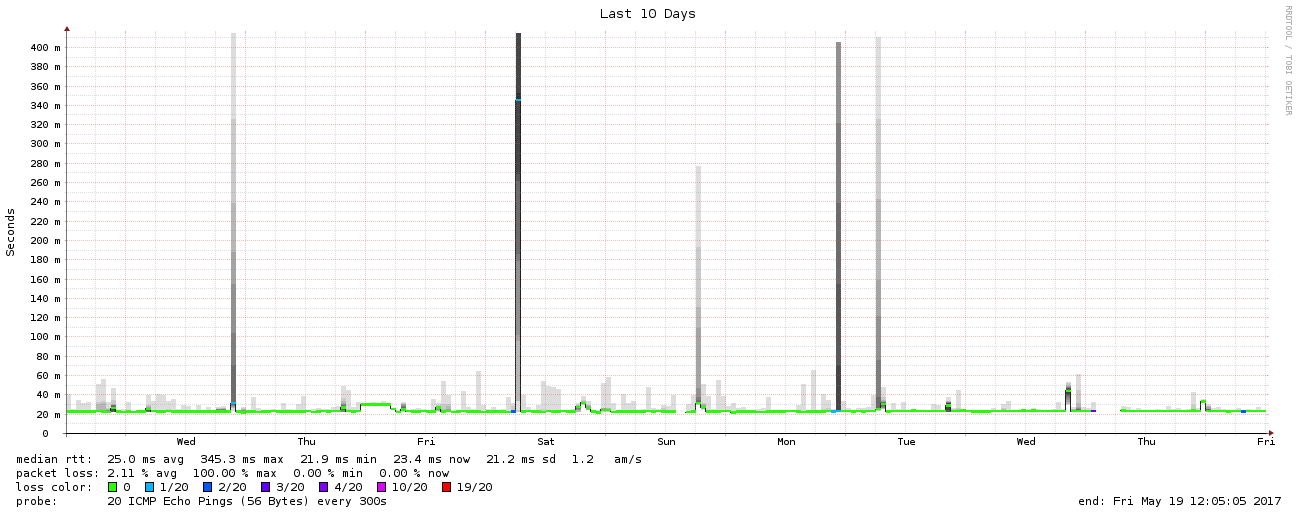 Last 10 Days
RRDTOOL / TOBI OETIKER
Seconds
400 m
380 m
360 m
340 m
320 m
300 m
280 m
260 m
240 m
220 m
200 m
180 m
160 m
140 m
120 m
100 m
80 m
60 m
40 m
20 m
0
Wed Thu Fri Sat Sun Mon Tue Wed Thu Fri
median rtt: 25.0 ms avg 345.3 ms max 21.9 ms min 23.4 ms now 21.2 ms sd 1.2 am/s
packet loss: 2.11 % avg 100.00 % max 0.00 % min 0.00 % now
loss color: 0 1/20 2/20 3/20 4/20 10/20 19/20
probe: 20 ICMP Echo Pings (56 Bytes) every 300s end: Fri May 19 12:05:05 2017